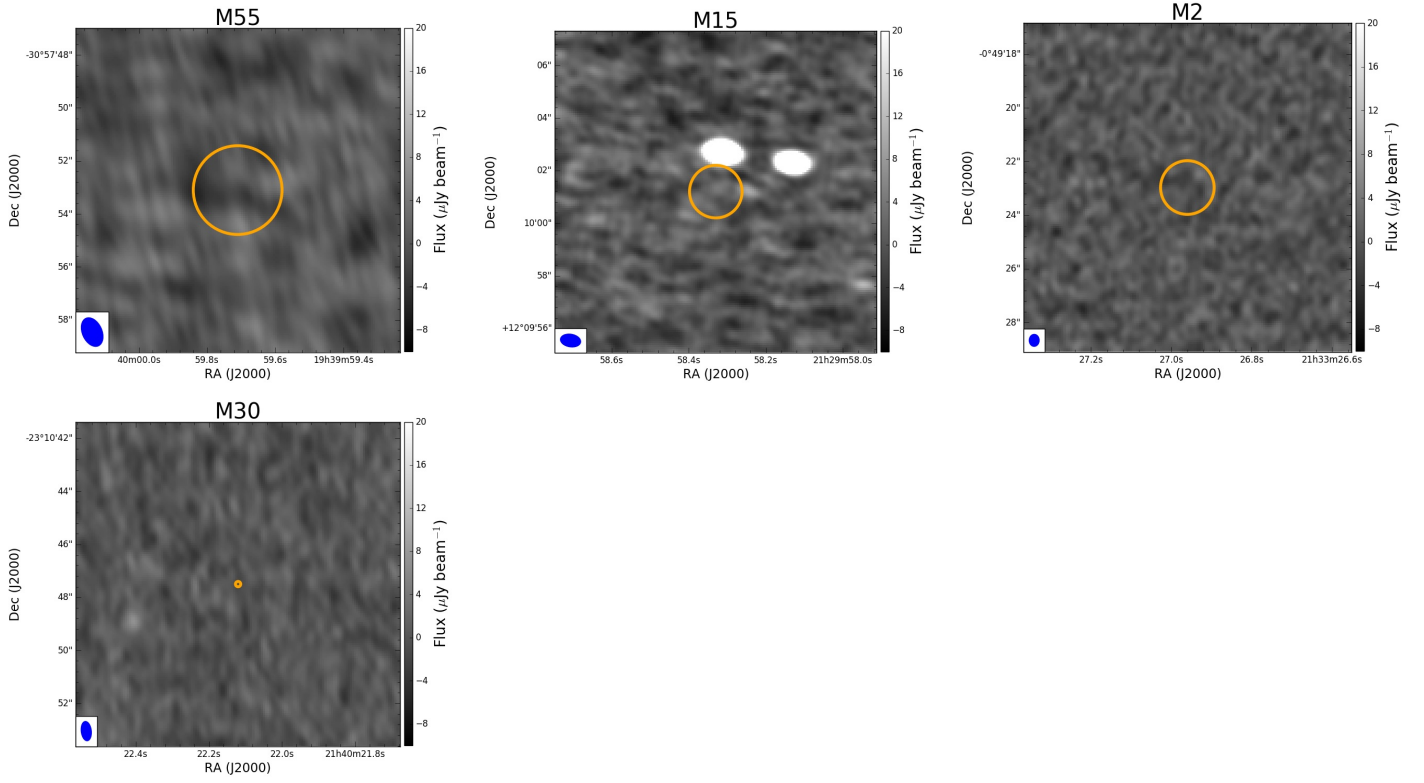 M55
-30°57'48"
50"
52"
54"
56"
58"
Dec (J2000)
40m00.0s
59.8s
59.6s
19h39m59.4s
RA (J2000)
20
16
12
8
4
0
−4
−8
Flux (μJy beam⁻¹)
M15
06"
04"
02"
10'00"
58"
+12°09'56"
Dec (J2000)
58.6s
58.4s
58.2s
21h29m58.0s
RA (J2000)
20
16
12
8
4
0
−4
−8
Flux (μJy beam⁻¹)
M2
-0°49'18"
20"
22"
24"
26"
28"
Dec (J2000)
27.2s
27.0s
26.8s
21h33m26.6s
RA (J2000)
20
16
12
8
4
0
−4
−8
Flux (μJy beam⁻¹)
M30
-23°10'42"
44"
46"
48"
50"
52"
Dec (J2000)
22.4s
22.2s
22.0s
21h40m21.8s
RA (J2000)
20
16
12
8
4
0
−4
−8
Flux (μJy beam⁻¹)